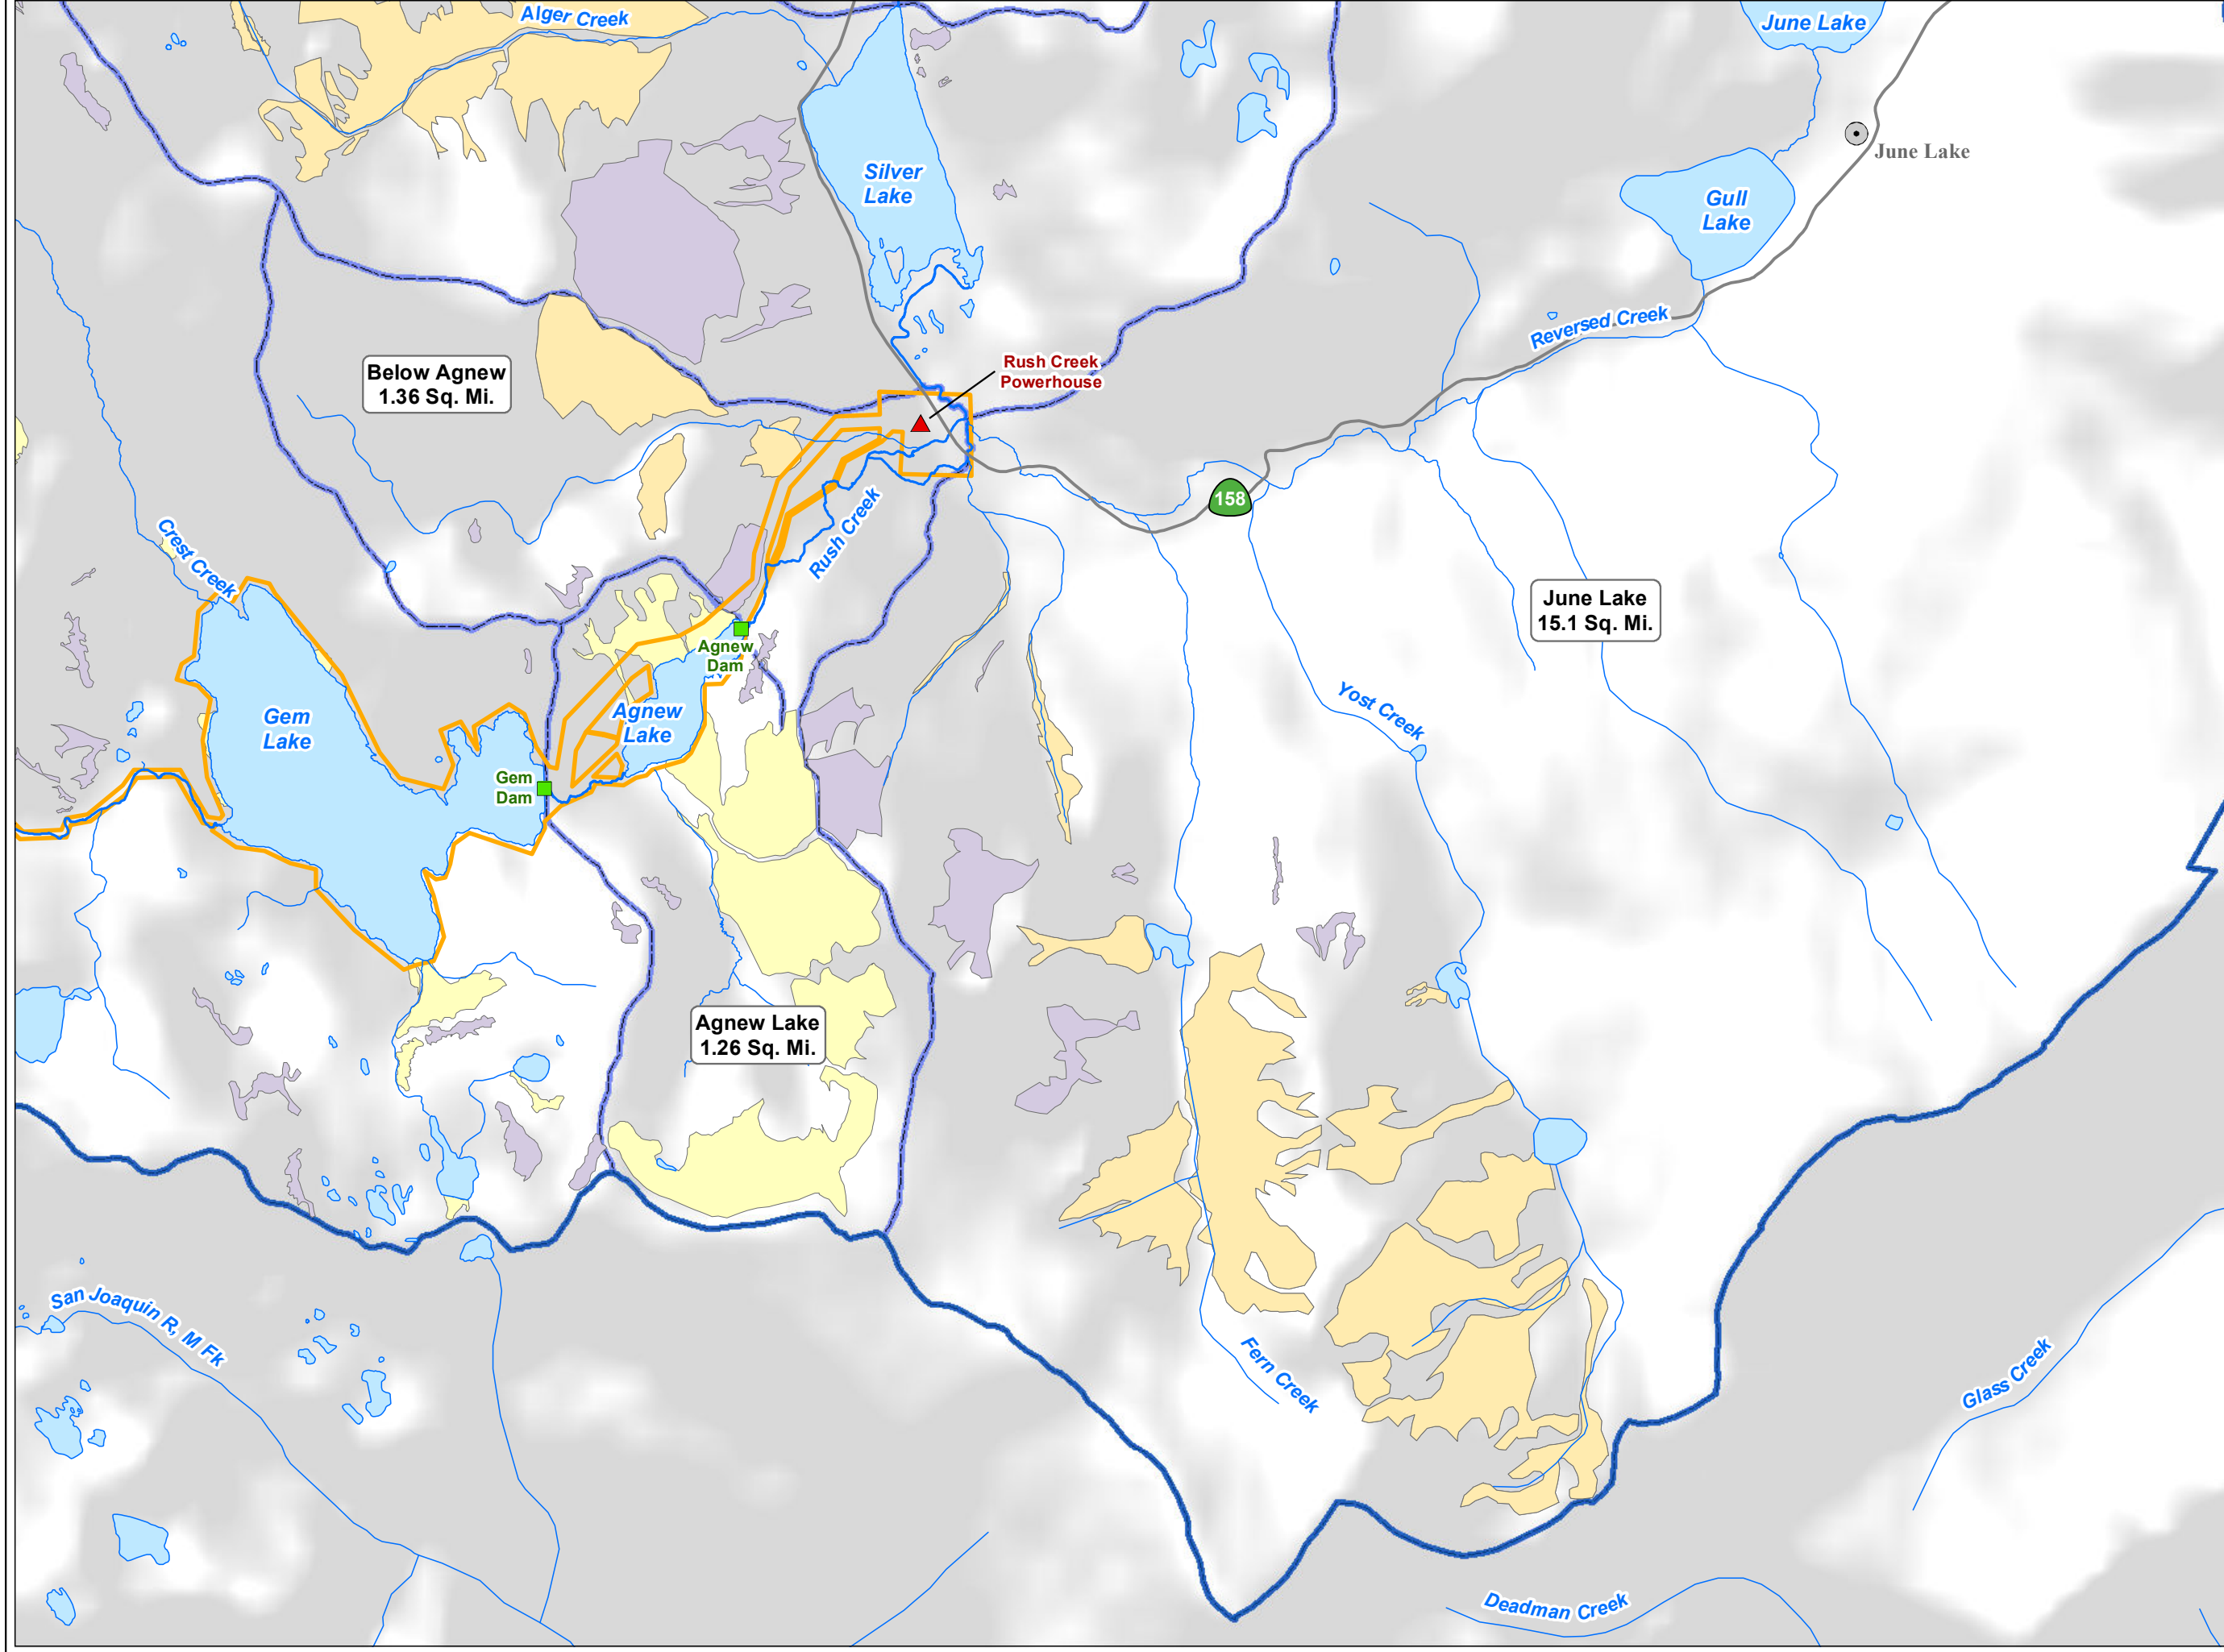 Alger Creek
June Lake
June Lake
Silver
Lake
Gull
Lake
Reversed Creek
Rush Creek
Powerhouse
Below Agnew
1.36 Sq. Mi.
158
Rush Creek
Crest Creek
June Lake
15.1 Sq. Mi.
Agnew
Dam
Gem
Lake
Agnew
Lake
Yost Creek
Gem
Dam
Agnew Lake
1.26 Sq. Mi.
San Joaquin R, M Fk
Fern Creek
Glass Creek
Deadman Creek